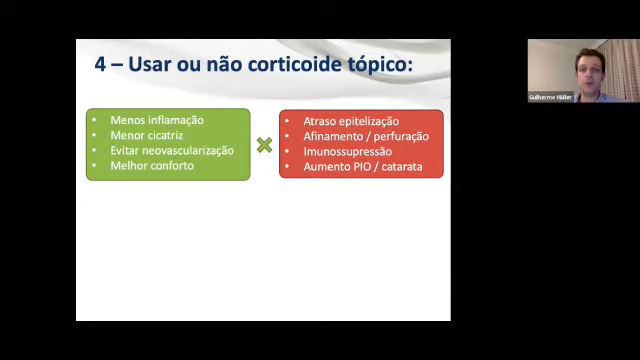 4 – Usar ou não corticoide tópico:
• Menos inflamação
• Menor cicatriz
• Evitar neovascularização
• Melhor conforto
• Atraso epitelização
• Afinamento / perfuração
• Imunossupressão
• Aumento PIO / catarata
Guilherme Müller